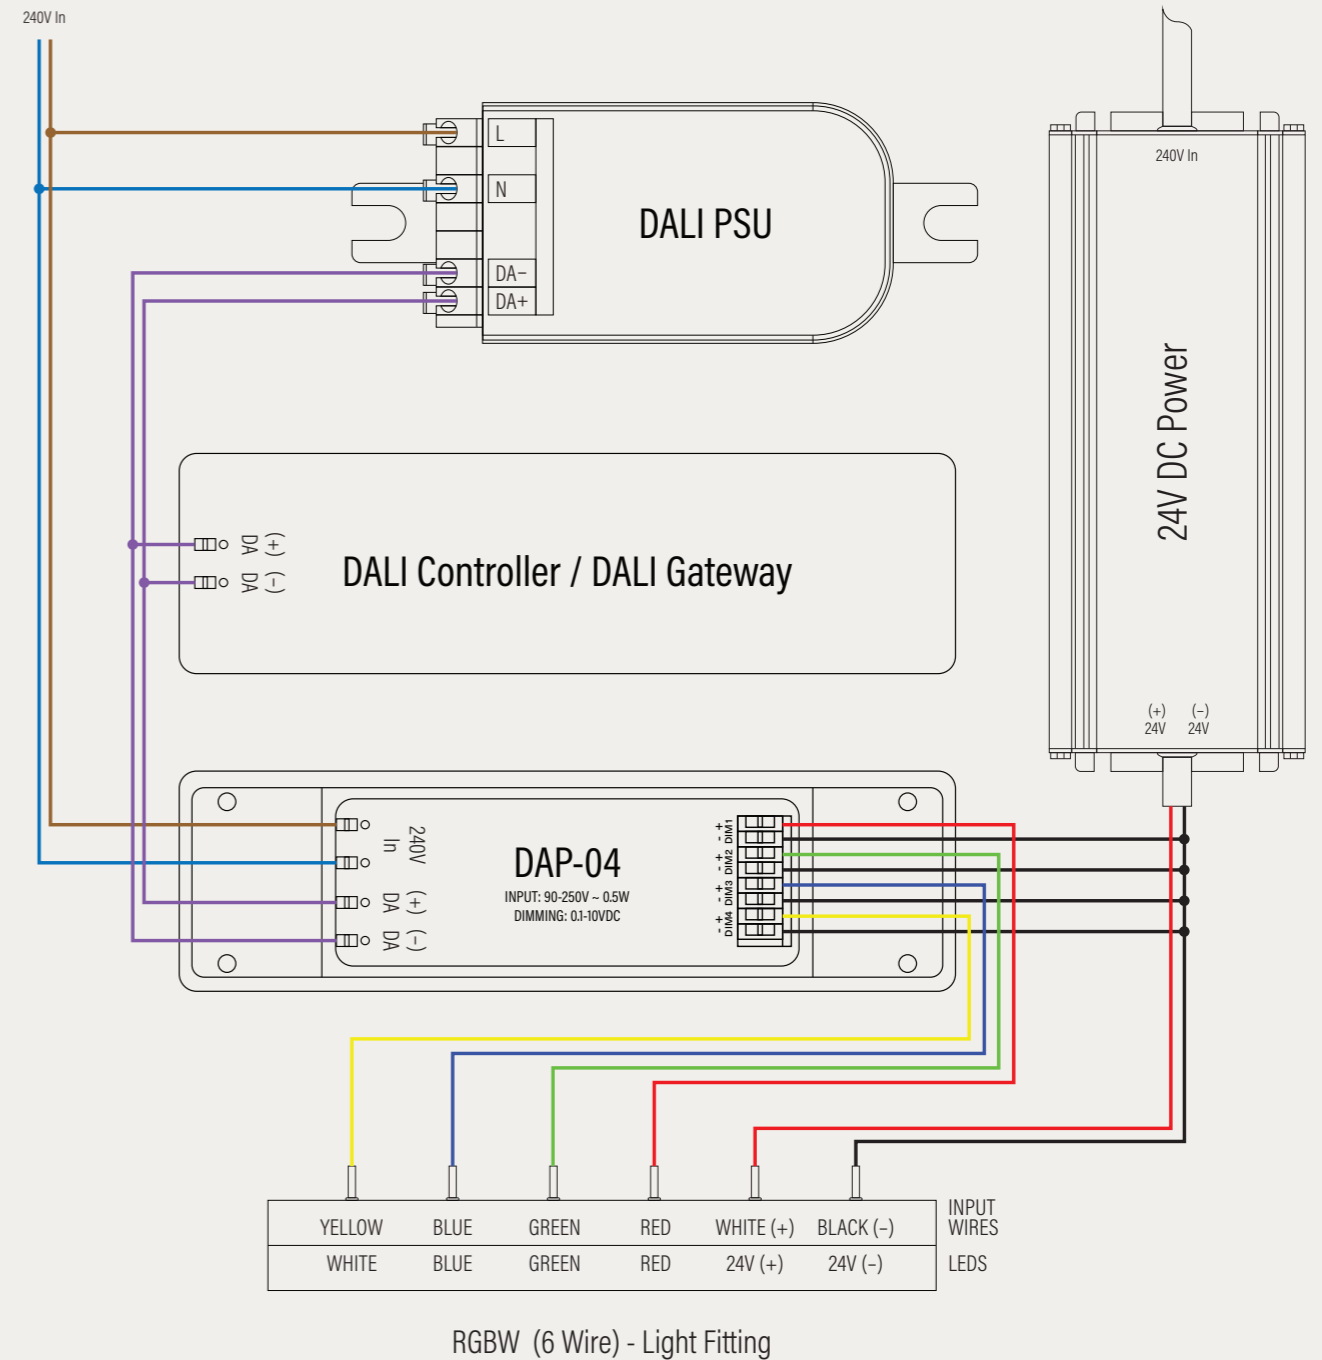 240V In
L
N
DA−
DA+
DALI PSU
240V In
24V DC Power
(+) (−)
24V 24V
DA (+)
DA (−)
DALI Controller / DALI Gateway
240V
In
DA (+)
DA (−)
DAP-04
INPUT: 90-250V ~ 0.5W
DIMMING: 0.1-10VDC
+
- DIM1
+
- DIM2
+
- DIM3
+
- DIM4
YELLOW BLUE GREEN RED WHITE (+) BLACK (−)
INPUT
WIRES
WHITE BLUE GREEN RED 24V (+) 24V (−) LEDS
RGBW (6 Wire) - Light Fitting